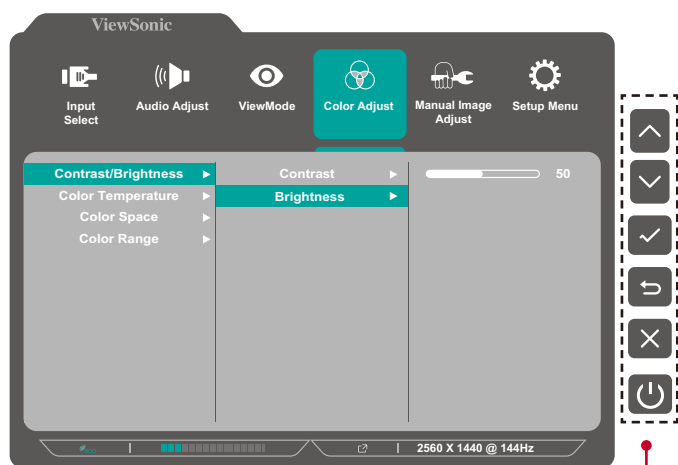 ViewSonic
Input Select
Audio Adjust
ViewMode
Color Adjust
Manual Image Adjust
Setup Menu
Contrast/Brightness
Contrast
50
Color Temperature
Brightness
Color Space
Color Range
2560 X 1440 @ 144Hz